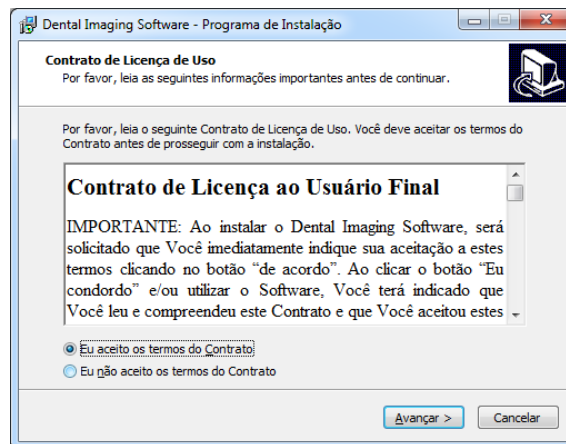 Dental Imaging Software - Programa de Instalação
Contrato de Licença de Uso
Por favor, leia as seguintes informações importantes antes de continuar.
Por favor, leia o seguinte Contrato de Licença de Uso. Você deve aceitar os termos do
Contrato antes de prosseguir com a instalação.
Contrato de Licença ao Usuário Final
IMPORTANTE: Ao instalar o Dental Imaging Software, será
solicitado que Você imediatamente indique sua aceitação a estes
termos clicando no botão “de acordo”. Ao clicar o botão “Eu
condordo” e/ou utilizar o Software, Você terá indicado que
Você leu e compreendeu este Contrato e que Você aceitou estes
Eu aceito os termos do Contrato
Eu não aceito os termos do Contrato
Avançar >
Cancelar